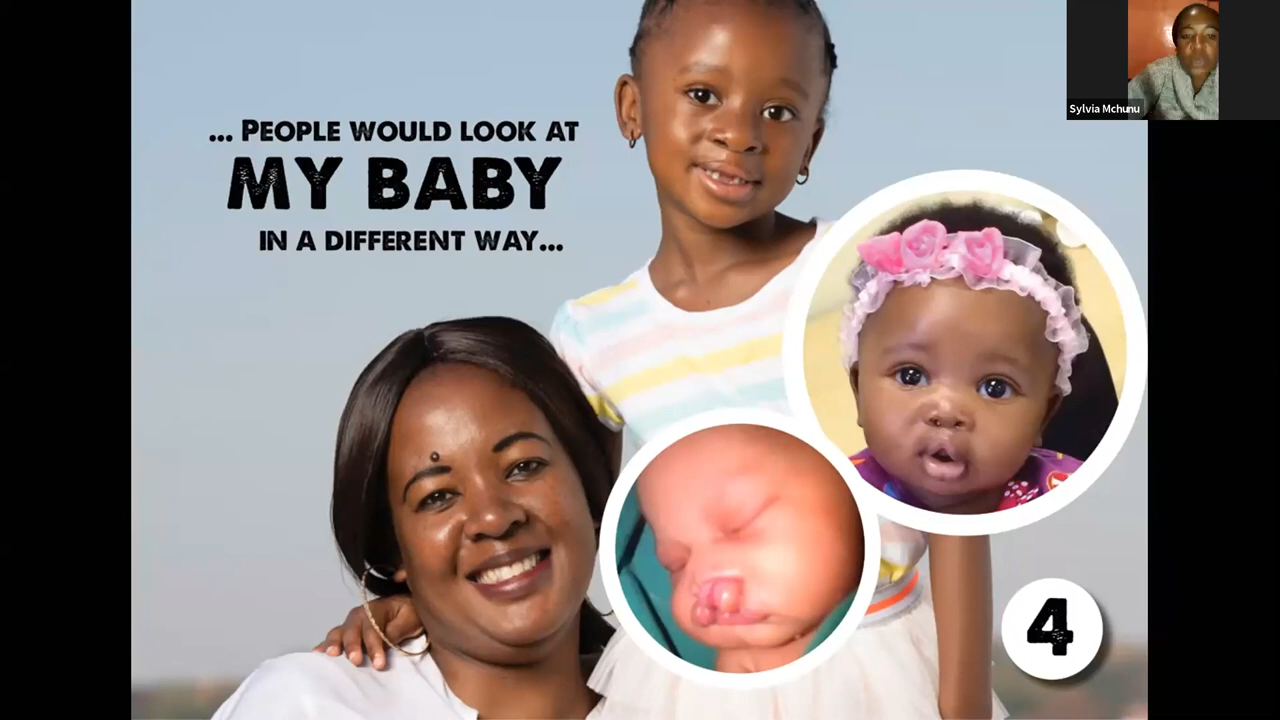 ... PEOPLE WOULD LOOK AT
MY BABY
IN A DIFFERENT WAY...
4
Sylvia Mchunu